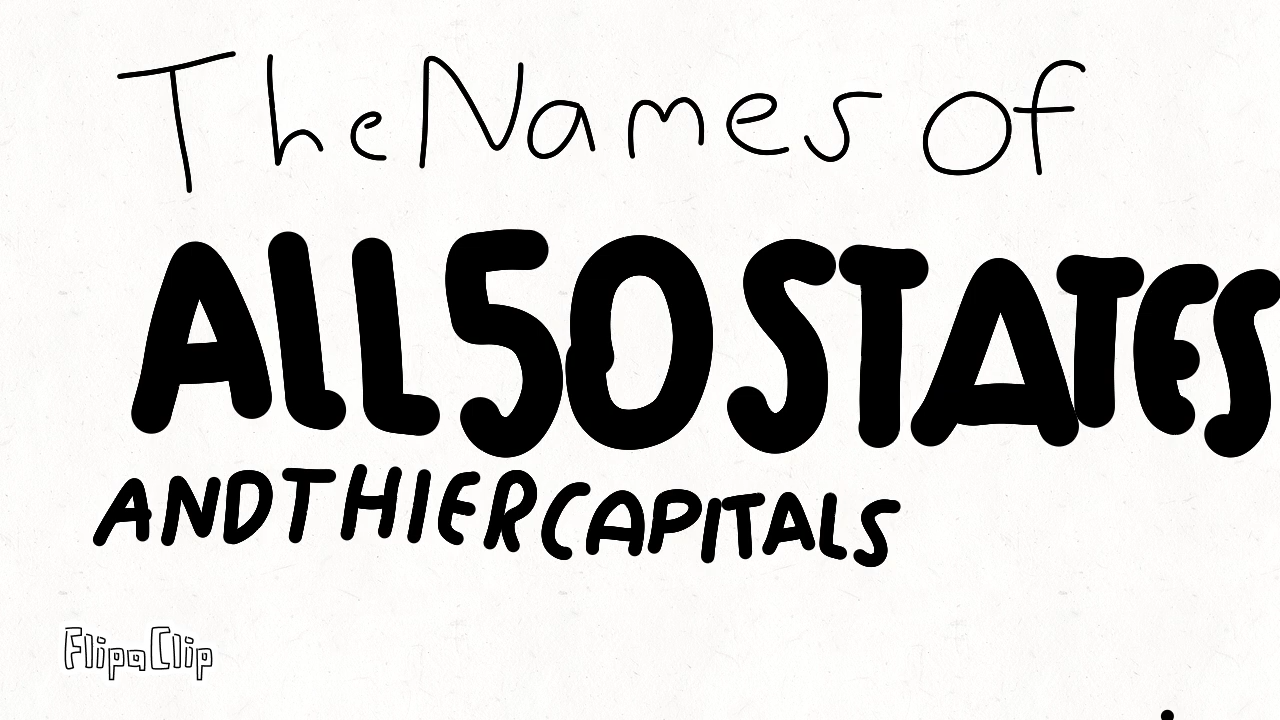 The Names of
ALL 50 STATES
AND THIER CAPITALS
FlipaClip